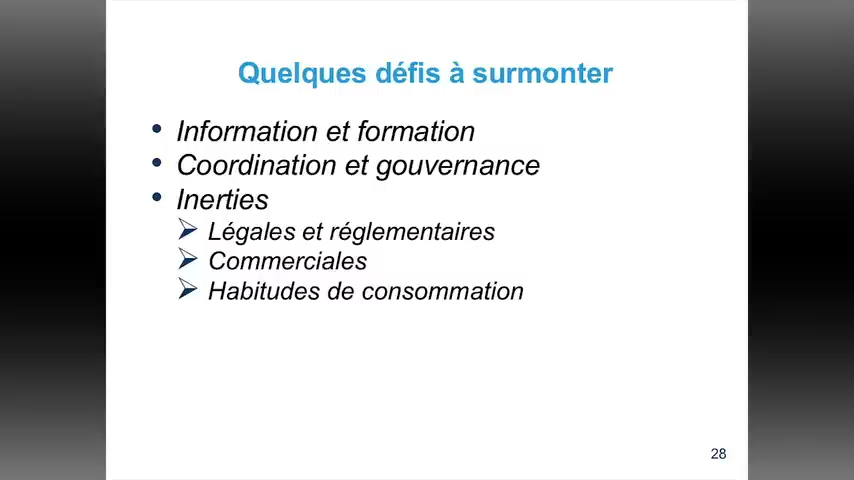 Quelques défis à surmonter
• Information et formation
• Coordination et gouvernance
• Inerties
➢ Légales et réglementaires
➢ Commerciales
➢ Habitudes de consommation
28